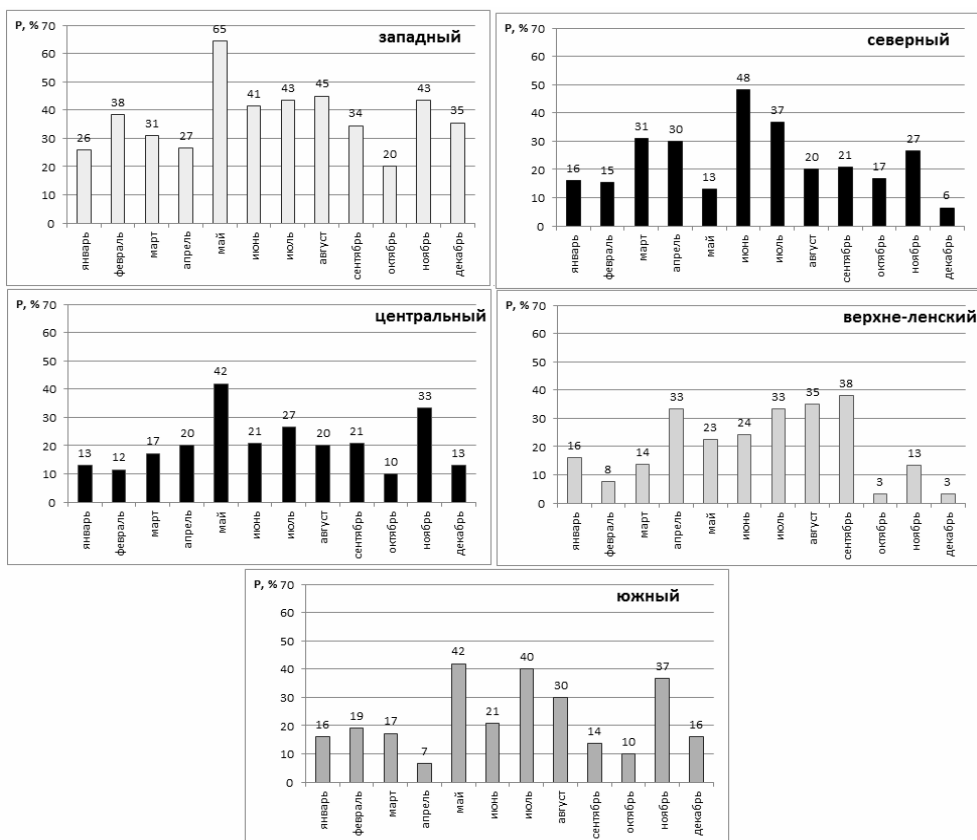 P, % 70
западный
60
50
40
30
20
10
0
26
38
31
27
65
41
43
45
34
20
43
35
январь
февраль
март
апрель
май
июнь
июль
август
сентябрь
октябрь
ноябрь
декабрь
P, % 70
северный
60
50
40
30
20
10
0
16
15
31
30
13
48
37
20
21
17
27
6
январь
февраль
март
апрель
май
июнь
июль
август
сентябрь
октябрь
ноябрь
декабрь
P, % 70
центральный
60
50
40
30
20
10
0
13
12
17
20
42
21
27
20
21
10
33
13
январь
февраль
март
апрель
май
июнь
июль
август
сентябрь
октябрь
ноябрь
декабрь
P, % 70
верхне-ленский
60
50
40
30
20
10
0
16
8
14
33
23
24
33
35
38
3
13
3
январь
февраль
март
апрель
май
июнь
июль
август
сентябрь
октябрь
ноябрь
декабрь
P, % 70
южный
60
50
40
30
20
10
0
16
19
17
7
42
21
40
30
14
10
37
16
январь
февраль
март
апрель
май
июнь
июль
август
сентябрь
октябрь
ноябрь
декабрь